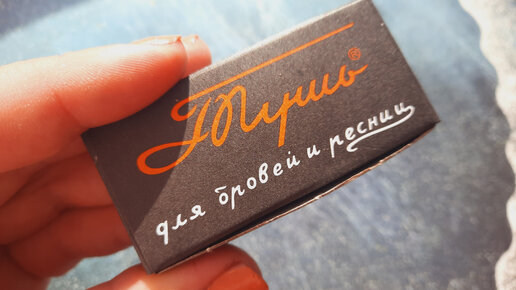 Тушь®
для бровей и ресниц